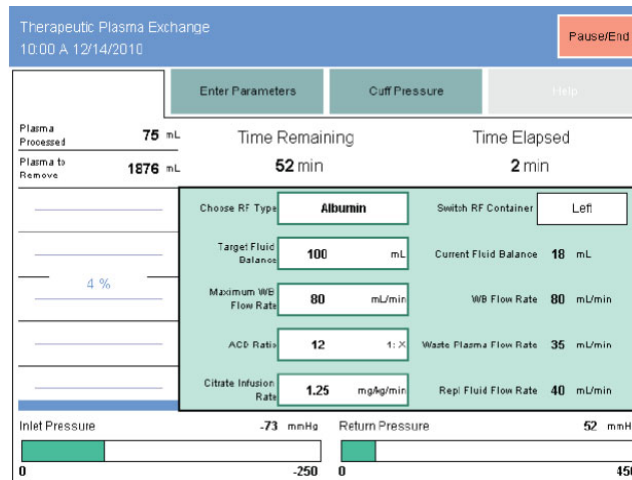 Therapeutic Plasma Exchange
10:00 A 12/14/2010
Pause/End
Enter Parameters
Cuff Pressure
Help
Plasma Processed 75 mL
Plasma to Remove 1876 mL
Time Remaining
52 min
Time Elapsed
2 min
4 %
Choose RF Type Albumin
Switch RF Container Left
Target Fluid Balance 100 mL
Current Fluid Balance 18 mL
Maximum WB Flow Rate 80 mL/min
WB Flow Rate 80 mL/min
ACD Ratio 12 1: X
Waste Plasma Flow Rate 35 mL/min
Citrate Infusion Rate 1.25 mg/kg/min
Repl Fluid Flow Rate 40 mL/min
Inlet Pressure -73 mmHg
Return Pressure 52 mmH
0 -250
0 450